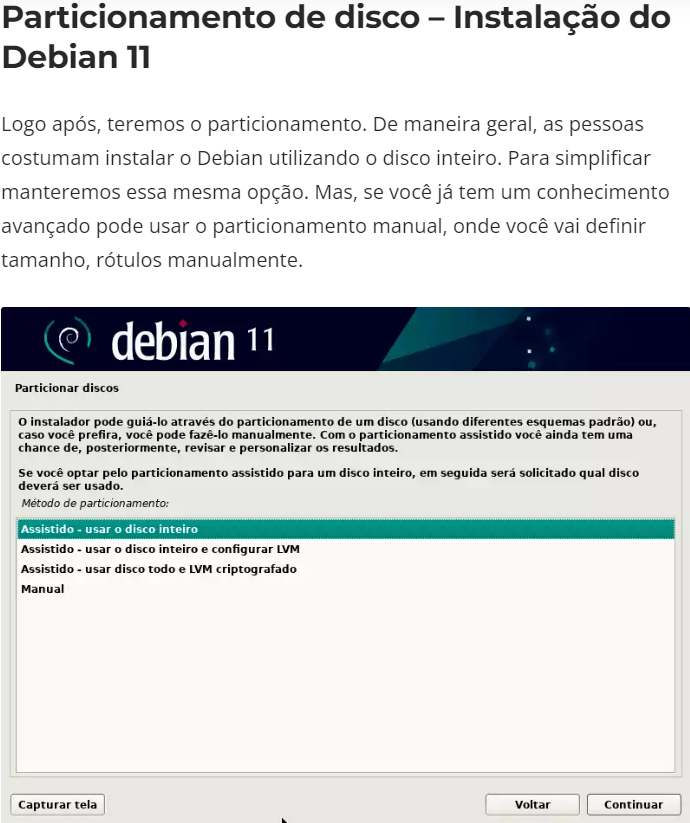 Particionamento de disco – Instalação do
Debian 11
Logo após, teremos o particionamento. De maneira geral, as pessoas
costumam instalar o Debian utilizando o disco inteiro. Para simplificar
manteremos essa mesma opção. Mas, se você já tem um conhecimento
avançado pode usar o particionamento manual, onde você vai definir
tamanho, rótulos manualmente.
debian 11
Particionar discos
O instalador pode guiá-lo através do particionamento de um disco (usando diferentes esquemas padrão) ou,
caso você prefira, você pode fazê-lo manualmente. Com o particionamento assistido você ainda tem uma
chance de, posteriormente, revisar e personalizar os resultados.
Se você optar pelo particionamento assistido para um disco inteiro, em seguida será solicitado qual disco
deverá ser usado.
Método de particionamento:
Assistido - usar o disco inteiro
Assistido - usar o disco inteiro e configurar LVM
Assistido - usar disco todo e LVM criptografado
Manual
Capturar tela
Voltar
Continuar